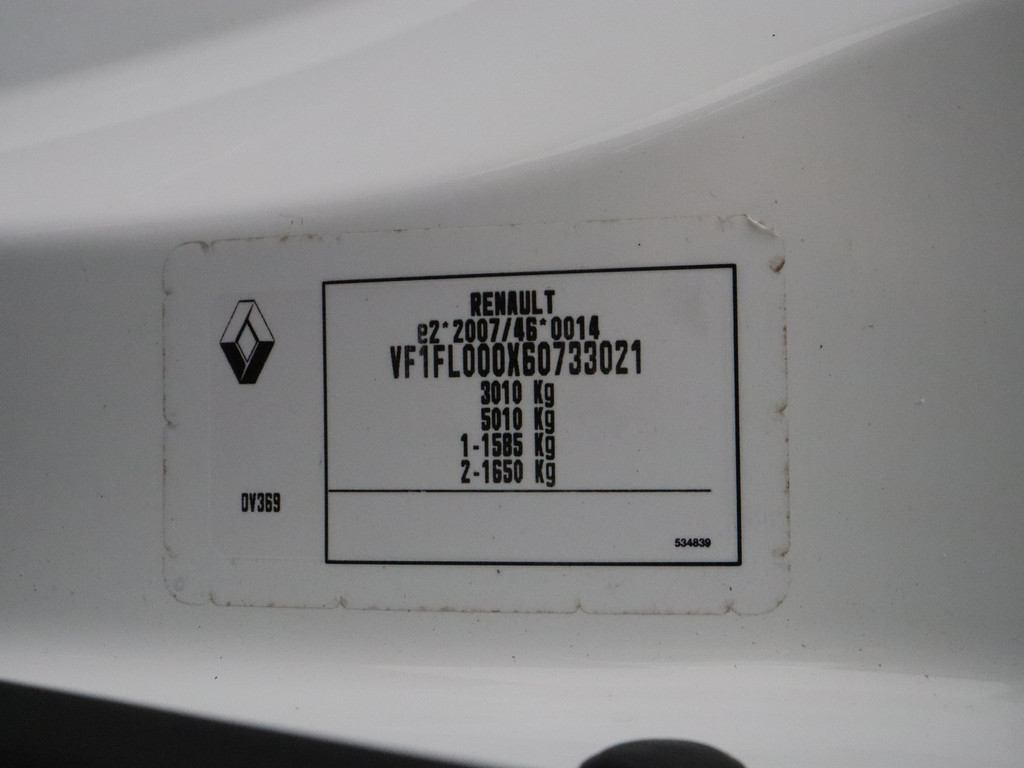 RENAULT
e2*2007/46*0014
VF1FL000X60733021
3010 Kg
5010 Kg
1-1585 Kg
2-1650 Kg
DV369
534839